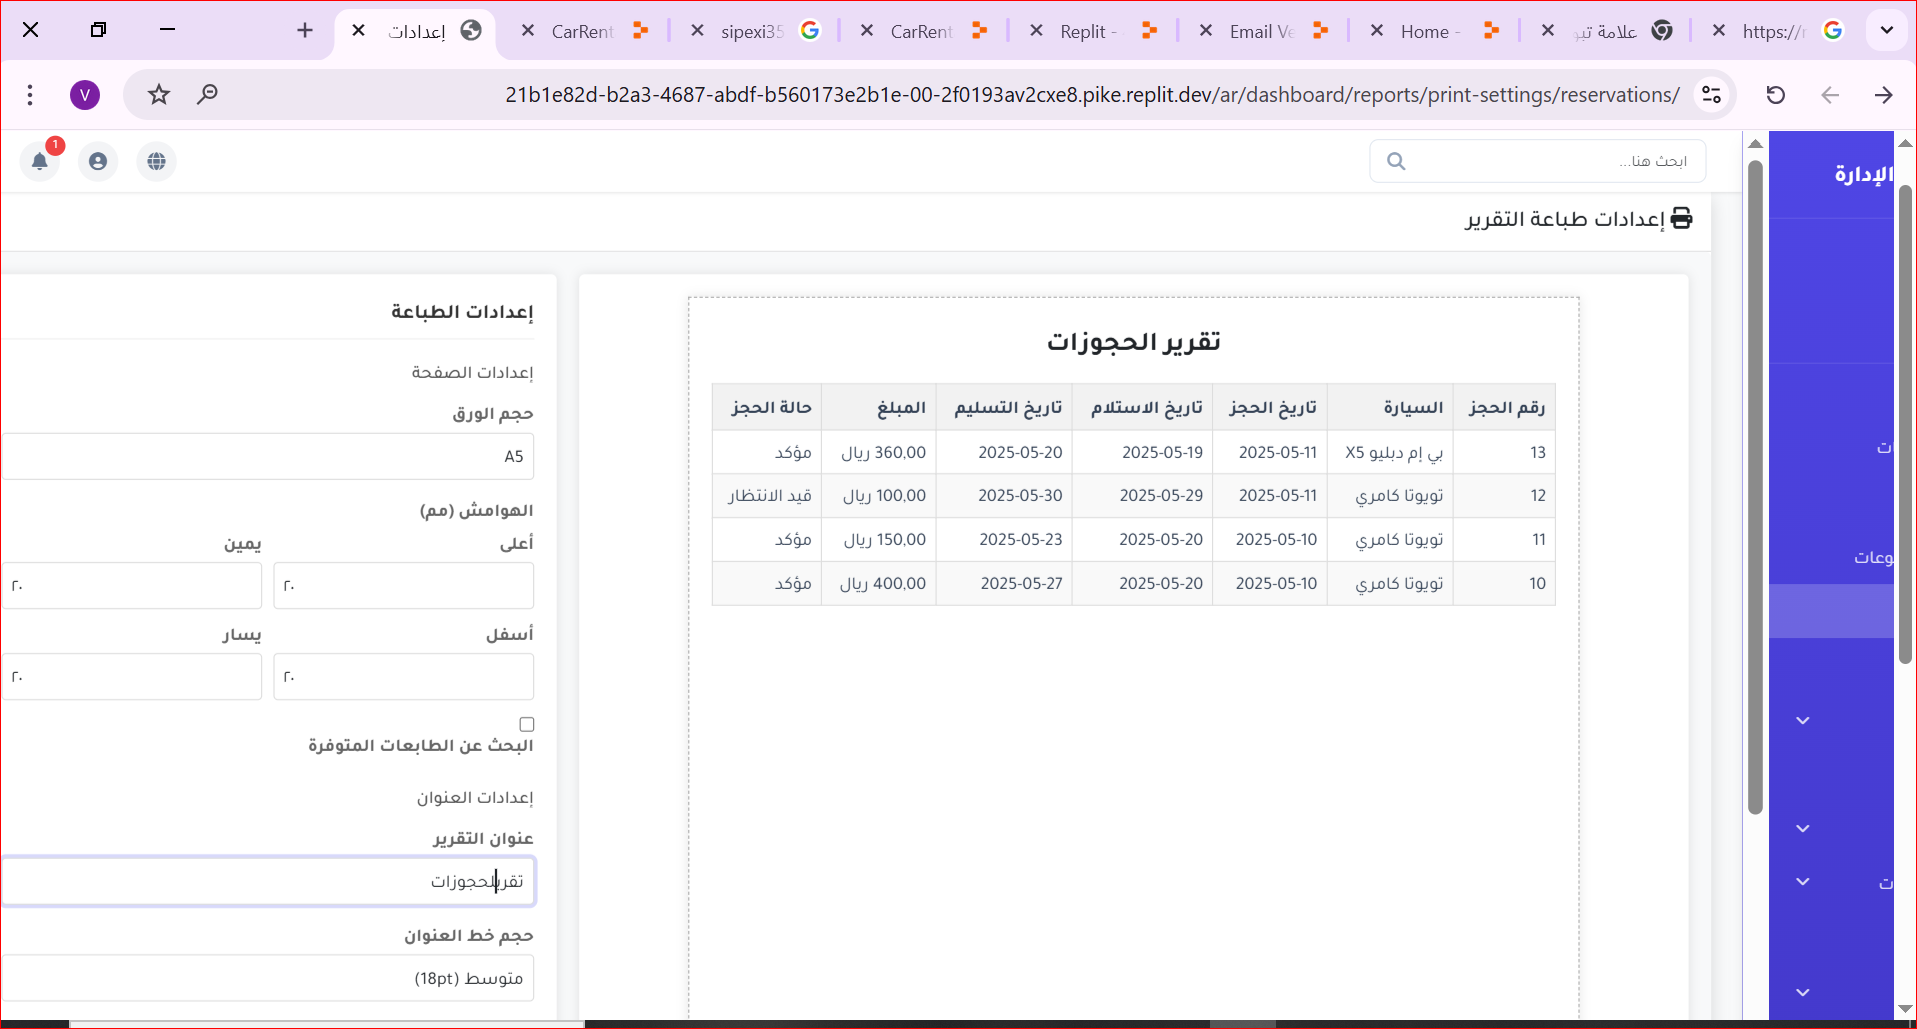 إعدادات
CarRent
sipexi35
CarRent
Replit -
Email Ve
Home -
علامة تبو
https://r
V
21b1e82d-b2a3-4687-abdf-b560173e2b1e-00-2f0193av2cxe8.pike.replit.dev/ar/dashboard/reports/print-settings/reservations/
1
ابحث هنا...
الإدارة
إعدادات طباعة التقرير
تقرير الحجوزات
رقم الحجز السيارة تاريخ الحجز تاريخ الاستلام تاريخ التسليم المبلغ حالة الحجز
13 بي إم دبليو X5 2025-05-11 2025-05-19 2025-05-20 360,00 ريال مؤكد
12 تويوتا كامري 2025-05-11 2025-05-29 2025-05-30 100,00 ريال قيد الانتظار
11 تويوتا كامري 2025-05-10 2025-05-20 2025-05-23 150,00 ريال مؤكد
10 تويوتا كامري 2025-05-10 2025-05-20 2025-05-27 400,00 ريال مؤكد
إعدادات الطباعة
إعدادات الصفحة
حجم الورق
A5
الهوامش (مم)
أعلى يمين
٢٠ ٢٠
أسفل يسار
٢٠ ٢٠
البحث عن الطابعات المتوفرة
إعدادات العنوان
عنوان التقرير
تقريلحجوزات
حجم خط العنوان
متوسط (18pt)
ات
وعات
ت